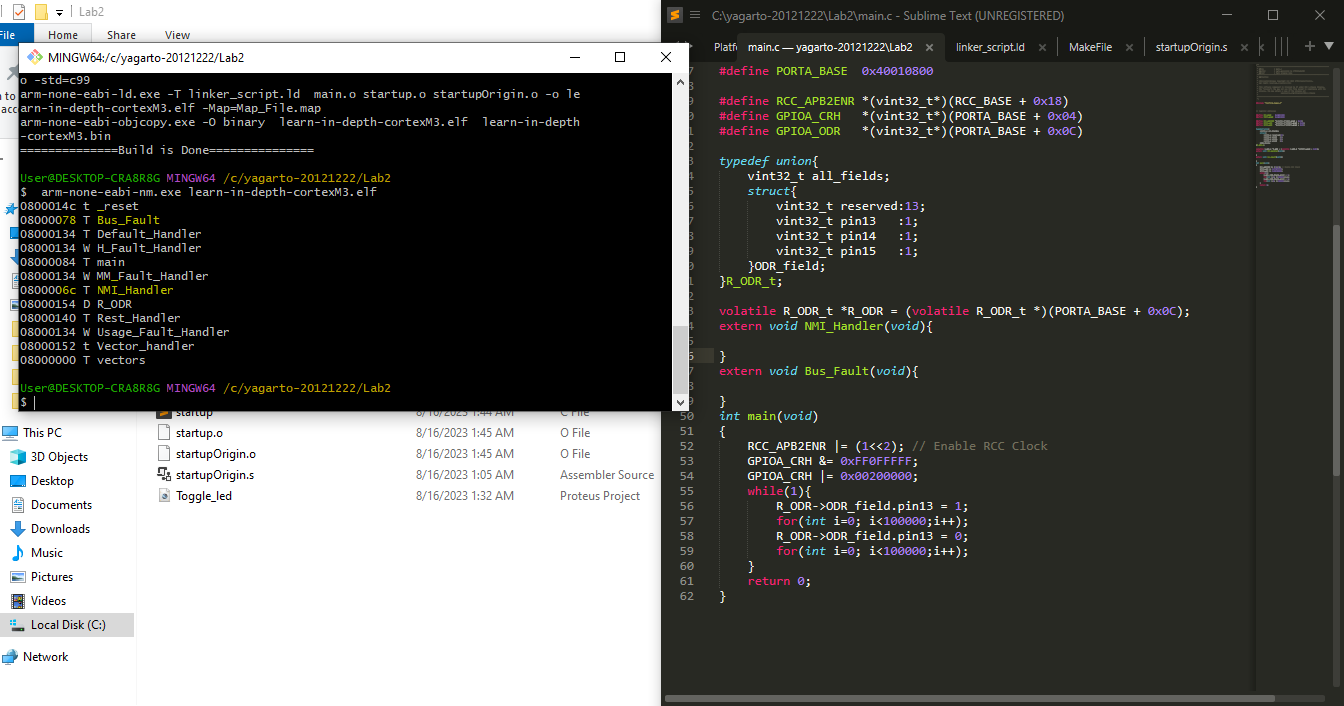 Lab2
File Home Share View
MINGW64:/c/yagarto-20121222/Lab2
o -std=c99
arm-none-eabi-ld.exe -T linker_script.ld  main.o startup.o startupOrigin.o -o le
arn-in-depth-cortexM3.elf -Map=Map_File.map
arm-none-eabi-objcopy.exe -O binary  learn-in-depth-cortexM3.elf  learn-in-depth
-cortexM3.bin
==============Build is Done===============
User@DESKTOP-CRA8R8G MINGW64 /c/yagarto-20121222/Lab2
$  arm-none-eabi-nm.exe learn-in-depth-cortexM3.elf
0800014c t _reset
08000078 T Bus_Fault
08000134 T Default_Handler
08000134 W H_Fault_Handler
08000084 T main
08000134 W MM_Fault_Handler
0800006c T NMI_Handler
08000154 D R_ODR
08000140 T Rest_Handler
08000134 W Usage_Fault_Handler
08000152 t Vector_handler
08000000 T vectors
User@DESKTOP-CRA8R8G MINGW64 /c/yagarto-20121222/Lab2
$
startup 8/16/2023 1:44 AM C File
startup.o 8/16/2023 1:45 AM O File
startupOrigin.o 8/16/2023 1:45 AM O File
startupOrigin.s 8/16/2023 1:05 AM Assembler Source
Toggle_led 8/16/2023 1:32 AM Proteus Project
This PC
3D Objects
Desktop
Documents
Downloads
Music
Pictures
Videos
Local Disk (C:)
Network
C:\yagarto-20121222\Lab2\main.c - Sublime Text (UNREGISTERED)
main.c — yagarto-20121222\Lab2 linker_script.ld MakeFile startupOrigin.s
#define PORTA_BASE  0x40010800
#define RCC_APB2ENR *(vint32_t*)(RCC_BASE + 0x18)
#define GPIOA_CRH   *(vint32_t*)(PORTA_BASE + 0x04)
#define GPIOA_ODR   *(vint32_t*)(PORTA_BASE + 0x0C)
typedef union{
vint32_t all_fields;
struct{
vint32_t reserved:13;
vint32_t pin13   :1;
vint32_t pin14   :1;
vint32_t pin15   :1;
}ODR_field;
}R_ODR_t;
volatile R_ODR_t *R_ODR = (volatile R_ODR_t *)(PORTA_BASE + 0x0C);
extern void NMI_Handler(void){
}
extern void Bus_Fault(void){
}
50 int main(void)
51 {
52 RCC_APB2ENR |= (1<<2); // Enable RCC Clock
53 GPIOA_CRH &= 0xFF0FFFFF;
54 GPIOA_CRH |= 0x00200000;
55 while(1){
56 R_ODR->ODR_field.pin13 = 1;
57 for(int i=0; i<100000;i++);
58 R_ODR->ODR_field.pin13 = 0;
59 for(int i=0; i<100000;i++);
60 }
61 return 0;
62 }